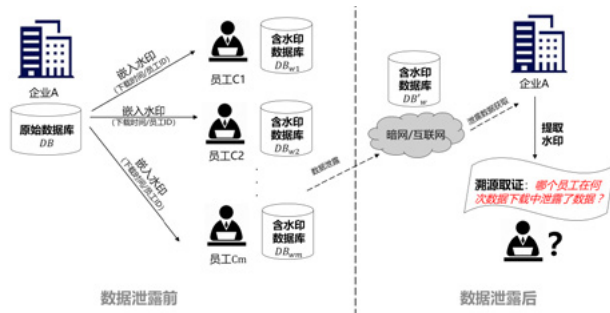 企业A
原始数据库
DB
嵌入水印
(下载时间/员工ID)
嵌入水印
(下载时间/员工ID)
嵌入水印
(下载时间/员工ID)
员工C1
含水印
数据库
DB_{w1}
员工C2
含水印
数据库
DB_{w2}
员工Cm
含水印
数据库
DB_{wm}
数据泄露
数据泄露前
含水印
数据库
DB'_w
暗网/互联网
泄露数据获取
企业A
提取
水印
溯源取证：哪个员工在何
次数据下载中泄露了数据？
?
数据泄露后